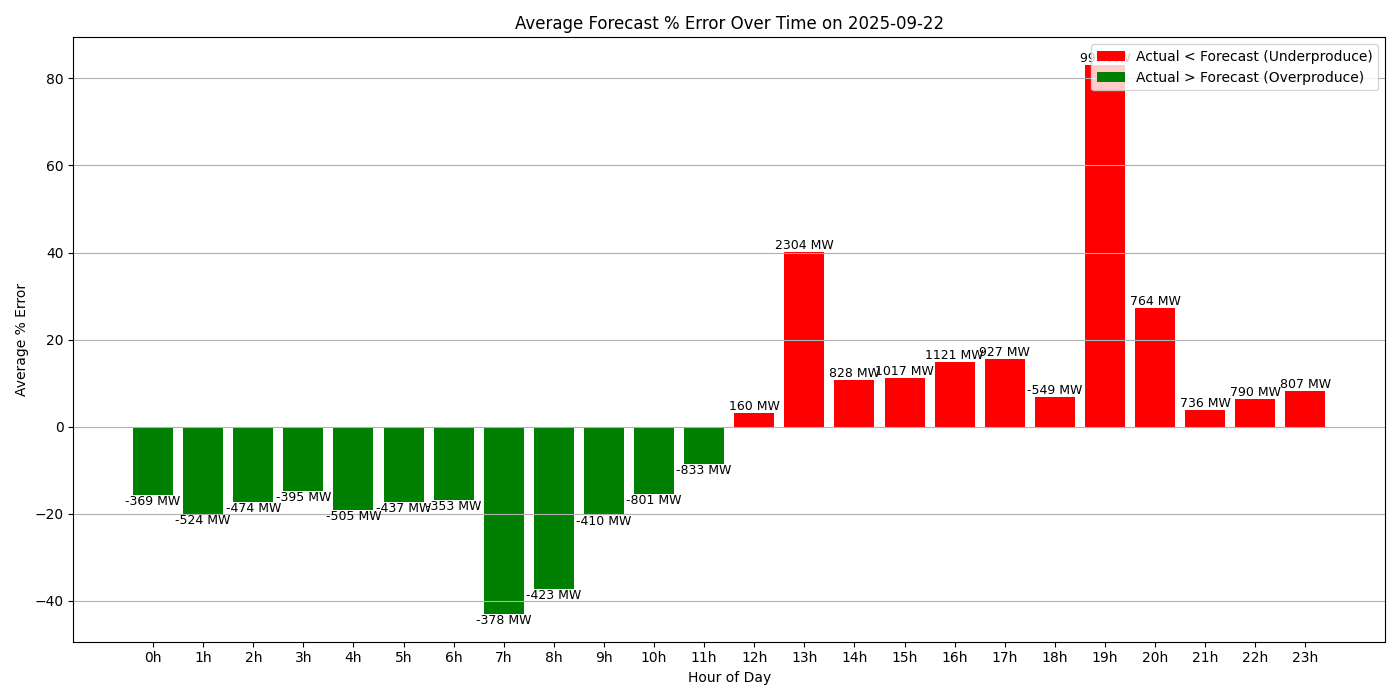 Average Forecast % Error Over Time on 2025-09-22
Actual < Forecast (Underproduce)
Actual > Forecast (Overproduce)
Average % Error
80
60
40
20
0
−20
−40
-369 MW
-524 MW
-474 MW
-395 MW
-505 MW
-437 MW
-353 MW
-378 MW
-423 MW
-410 MW
-801 MW
-833 MW
160 MW
2304 MW
828 MW
1017 MW
1121 MW
927 MW
-549 MW
764 MW
736 MW
790 MW
807 MW
0h 1h 2h 3h 4h 5h 6h 7h 8h 9h 10h 11h 12h 13h 14h 15h 16h 17h 18h 19h 20h 21h 22h 23h
Hour of Day